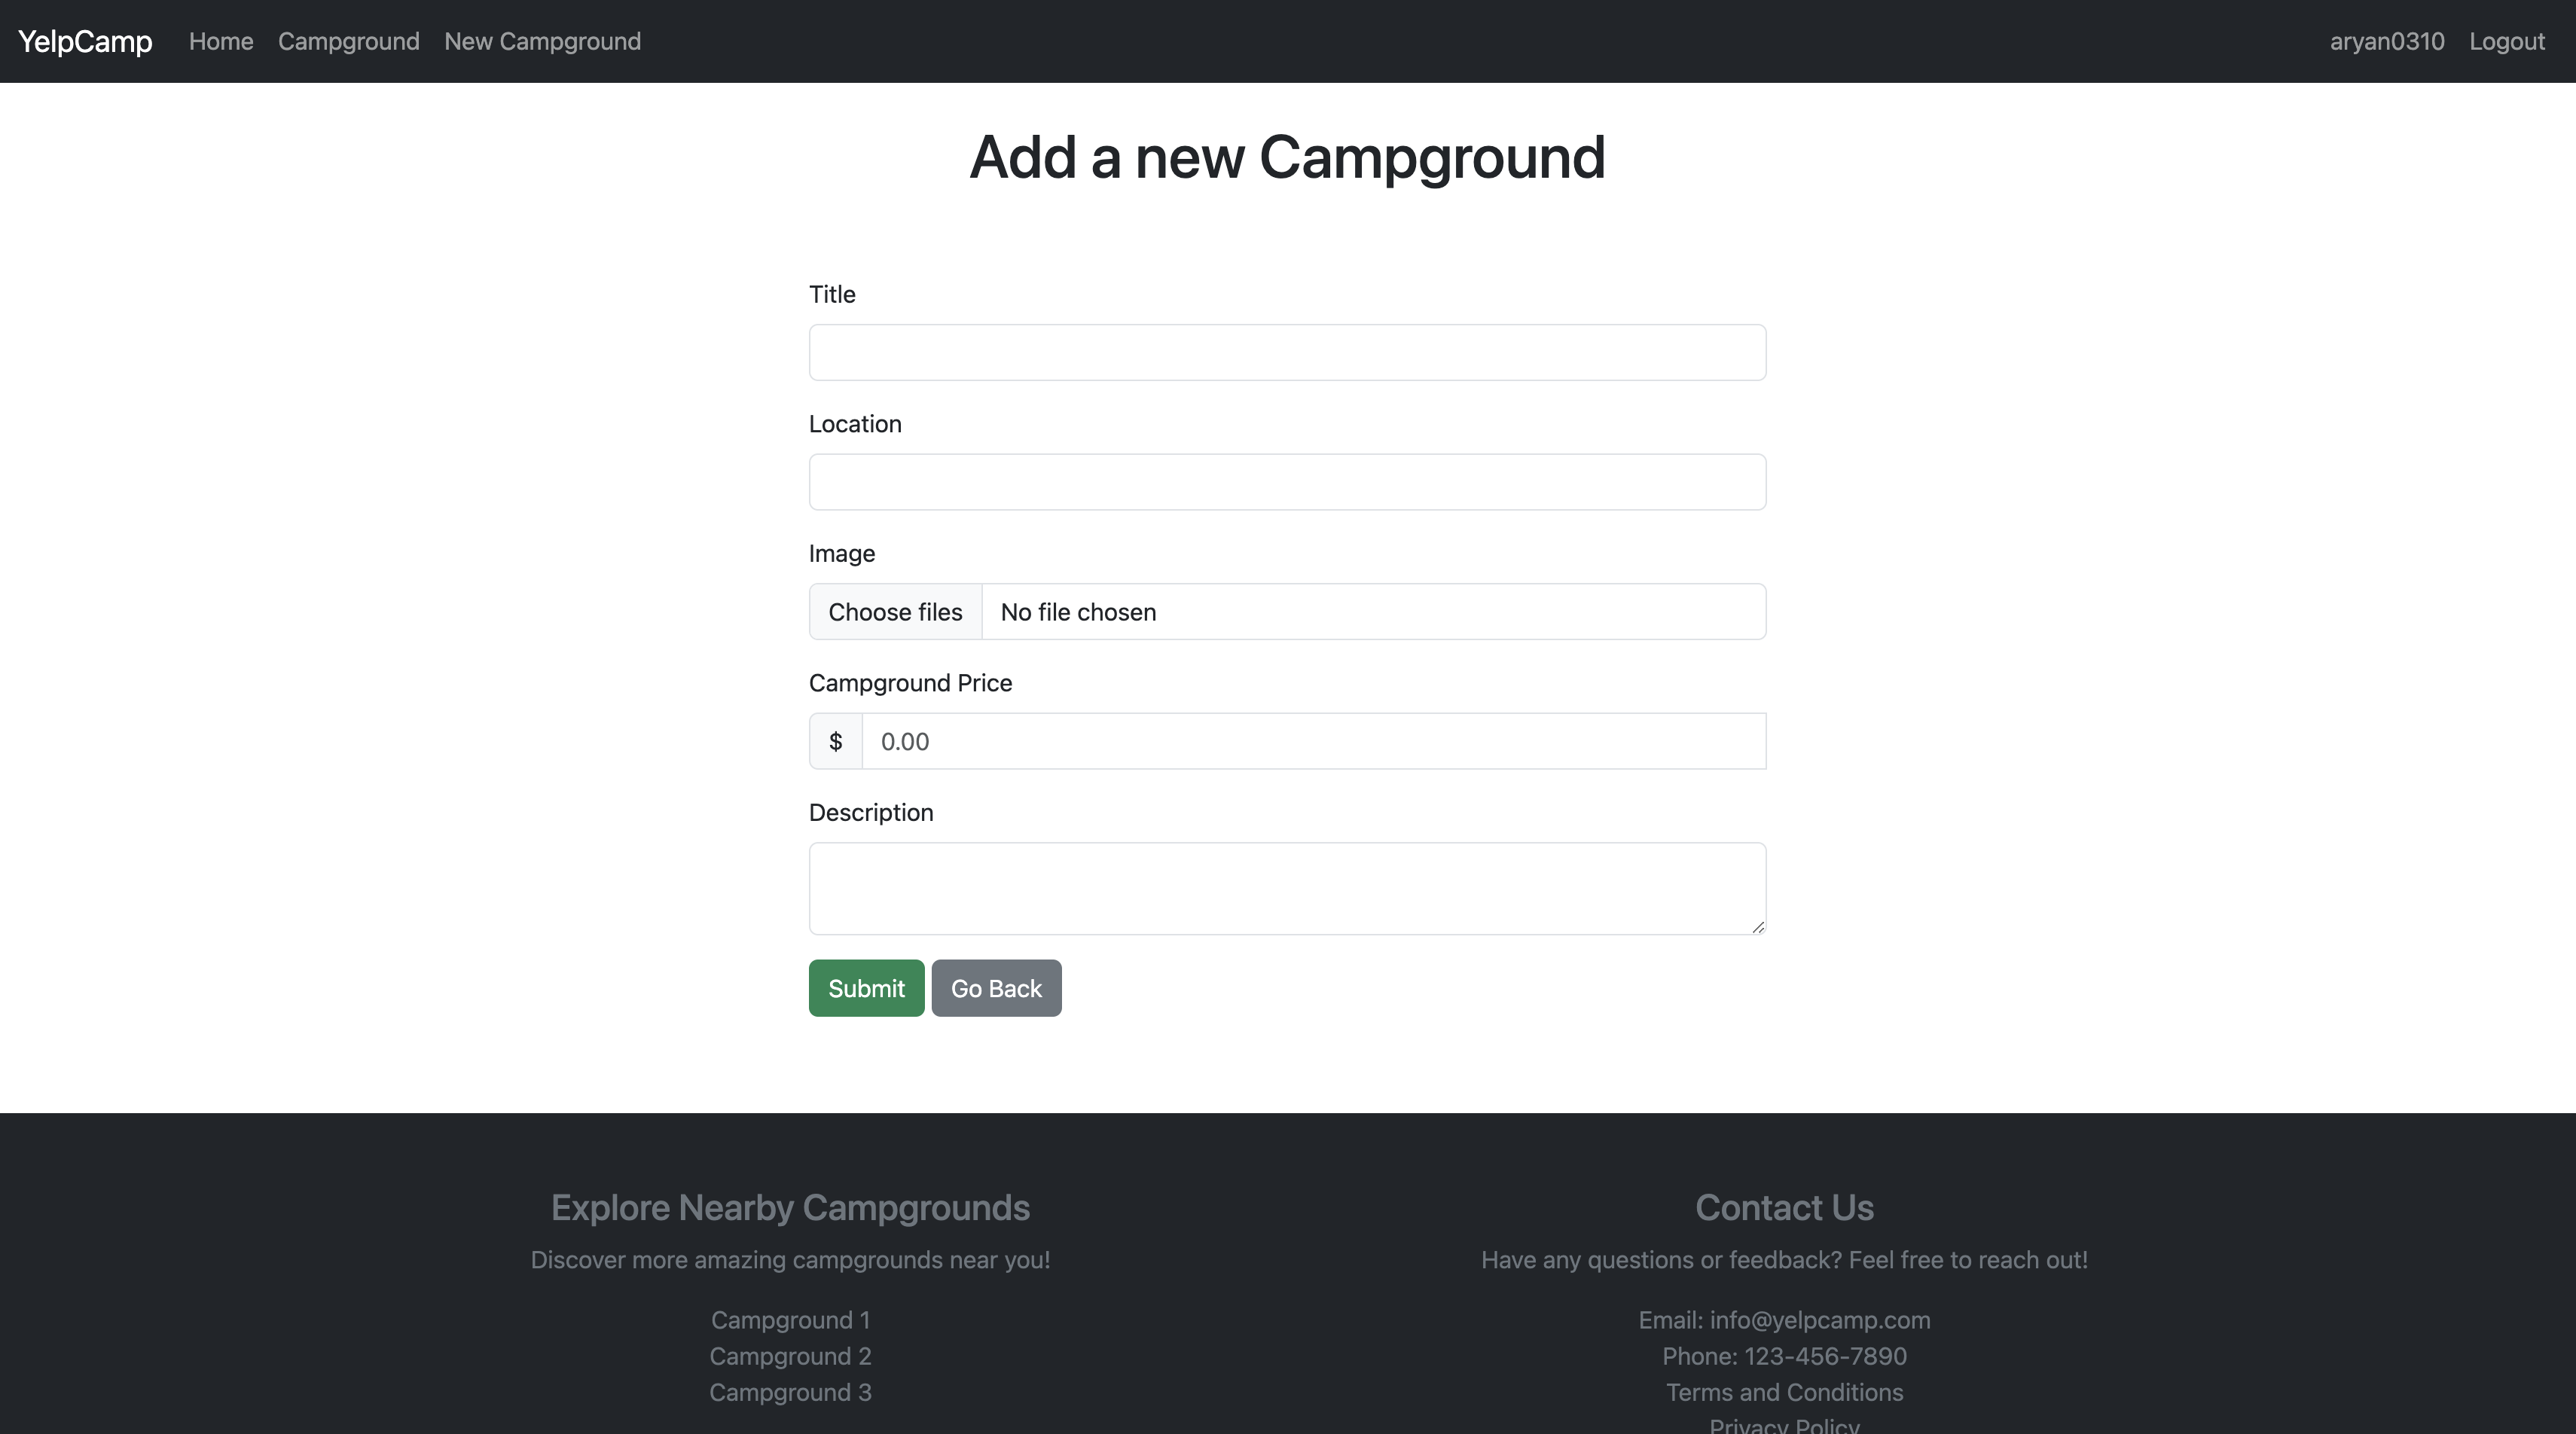 YelpCamp Home Campground New Campground aryan0310 Logout
Add a new Campground
Title
Location
Image
Choose files No file chosen
Campground Price
$ 0.00
Description
Submit Go Back
Explore Nearby Campgrounds
Discover more amazing campgrounds near you!
Campground 1
Campground 2
Campground 3
Contact Us
Have any questions or feedback? Feel free to reach out!
Email: info@yelpcamp.com
Phone: 123-456-7890
Terms and Conditions
Privacy Policy